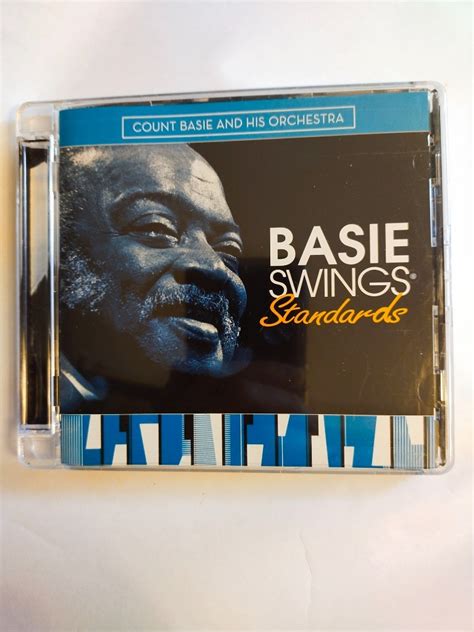 COUNT BASIE AND HIS ORCHESTRA
BASIE
SWINGS®
Standards